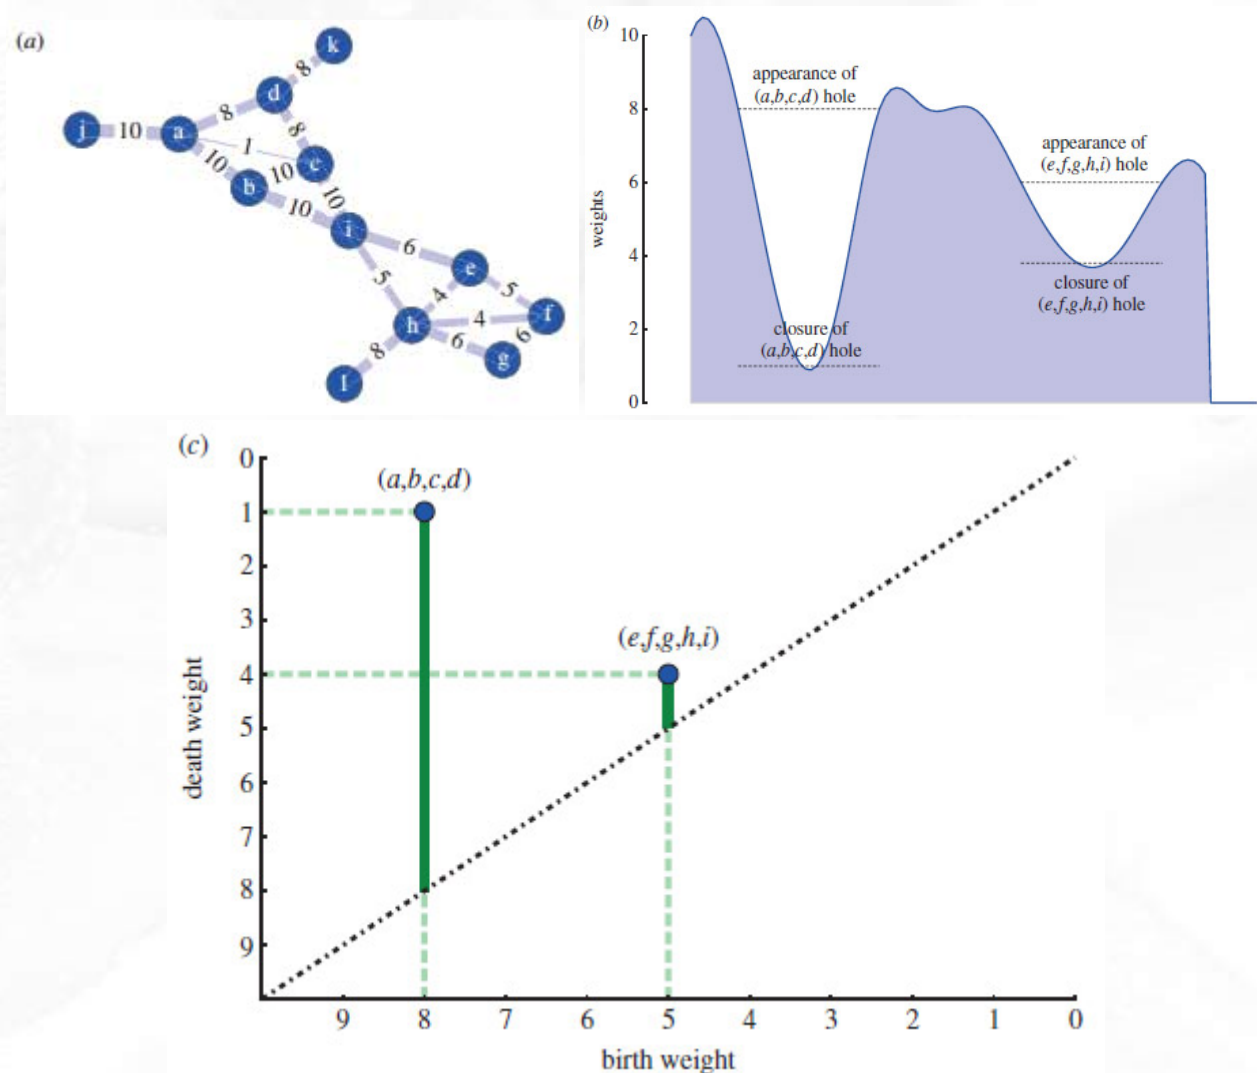 (a)
k
8
d
8
j
10
a
8
1
c
10
10
b
10
10
i
6
e
5
4
5
h
4
f
6
6
g
8
l
(b)
10
appearance of
(a,b,c,d) hole
8
appearance of
(e,f,g,h,i) hole
6
weights
4
closure of
(e,f,g,h,i) hole
2
closure of
(a,b,c,d) hole
0
(c)
0
(a,b,c,d)
1
2
3
(e,f,g,h,i)
4
death weight
5
6
7
8
9
9 8 7 6 5 4 3 2 1 0
birth weight